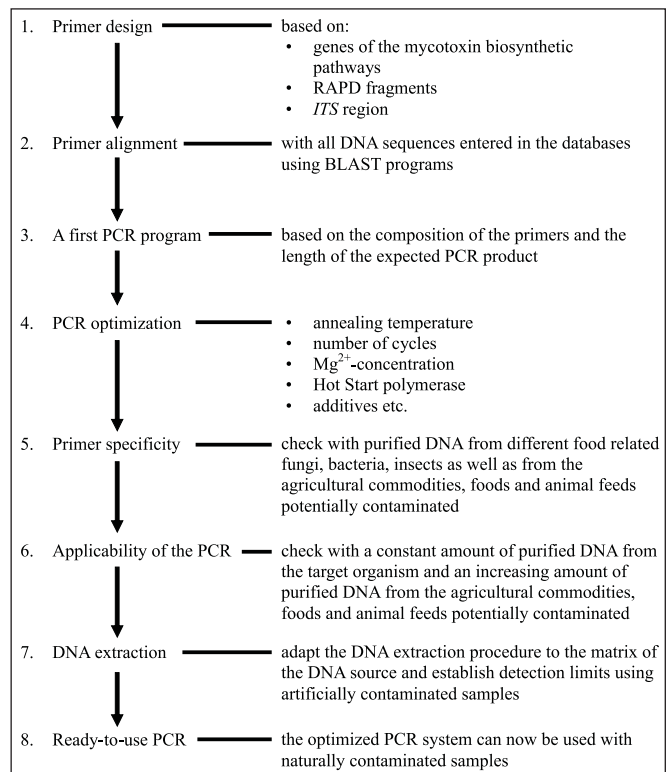 1. Primer design based on:
• genes of the mycotoxin biosynthetic
pathways
• RAPD fragments
• ITS region
2. Primer alignment with all DNA sequences entered in the databases
using BLAST programs
3. A first PCR program based on the composition of the primers and the
length of the expected PCR product
4. PCR optimization • annealing temperature
• number of cycles
• Mg²⁺-concentration
• Hot Start polymerase
• additives etc.
5. Primer specificity check with purified DNA from different food related
fungi, bacteria, insects as well as from the
agricultural commodities, foods and animal feeds
potentially contaminated
6. Applicability of the PCR check with a constant amount of purified DNA from
the target organism and an increasing amount of
purified DNA from the agricultural commodities,
foods and animal feeds potentially contaminated
7. DNA extraction adapt the DNA extraction procedure to the matrix of
the DNA source and establish detection limits using
artificially contaminated samples
8. Ready-to-use PCR the optimized PCR system can now be used with
naturally contaminated samples